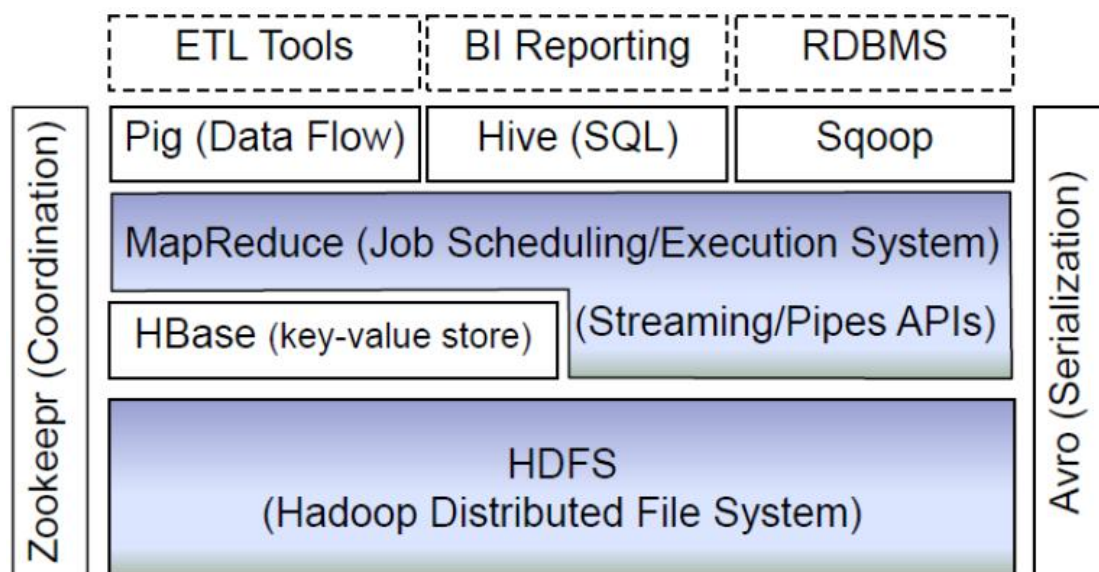 ETL Tools
BI Reporting
RDBMS
Zookeepr (Coordination)
Pig (Data Flow)
Hive (SQL)
Sqoop
Avro (Serialization)
MapReduce (Job Scheduling/Execution System)
(Streaming/Pipes APIs)
HBase (key-value store)
HDFS
(Hadoop Distributed File System)